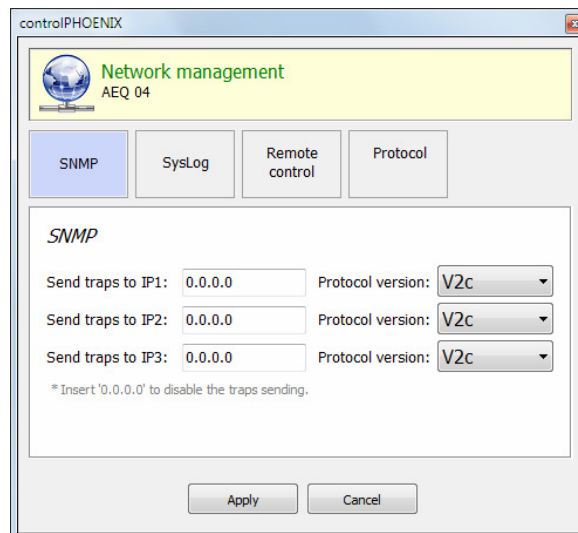 controlPHOENIX
Network management
AEQ 04
SNMP
SysLog
Remote
control
Protocol
SNMP
Send traps to IP1: 0.0.0.0 Protocol version: V2c
Send traps to IP2: 0.0.0.0 Protocol version: V2c
Send traps to IP3: 0.0.0.0 Protocol version: V2c
* Insert '0.0.0.0' to disable the traps sending.
Apply Cancel